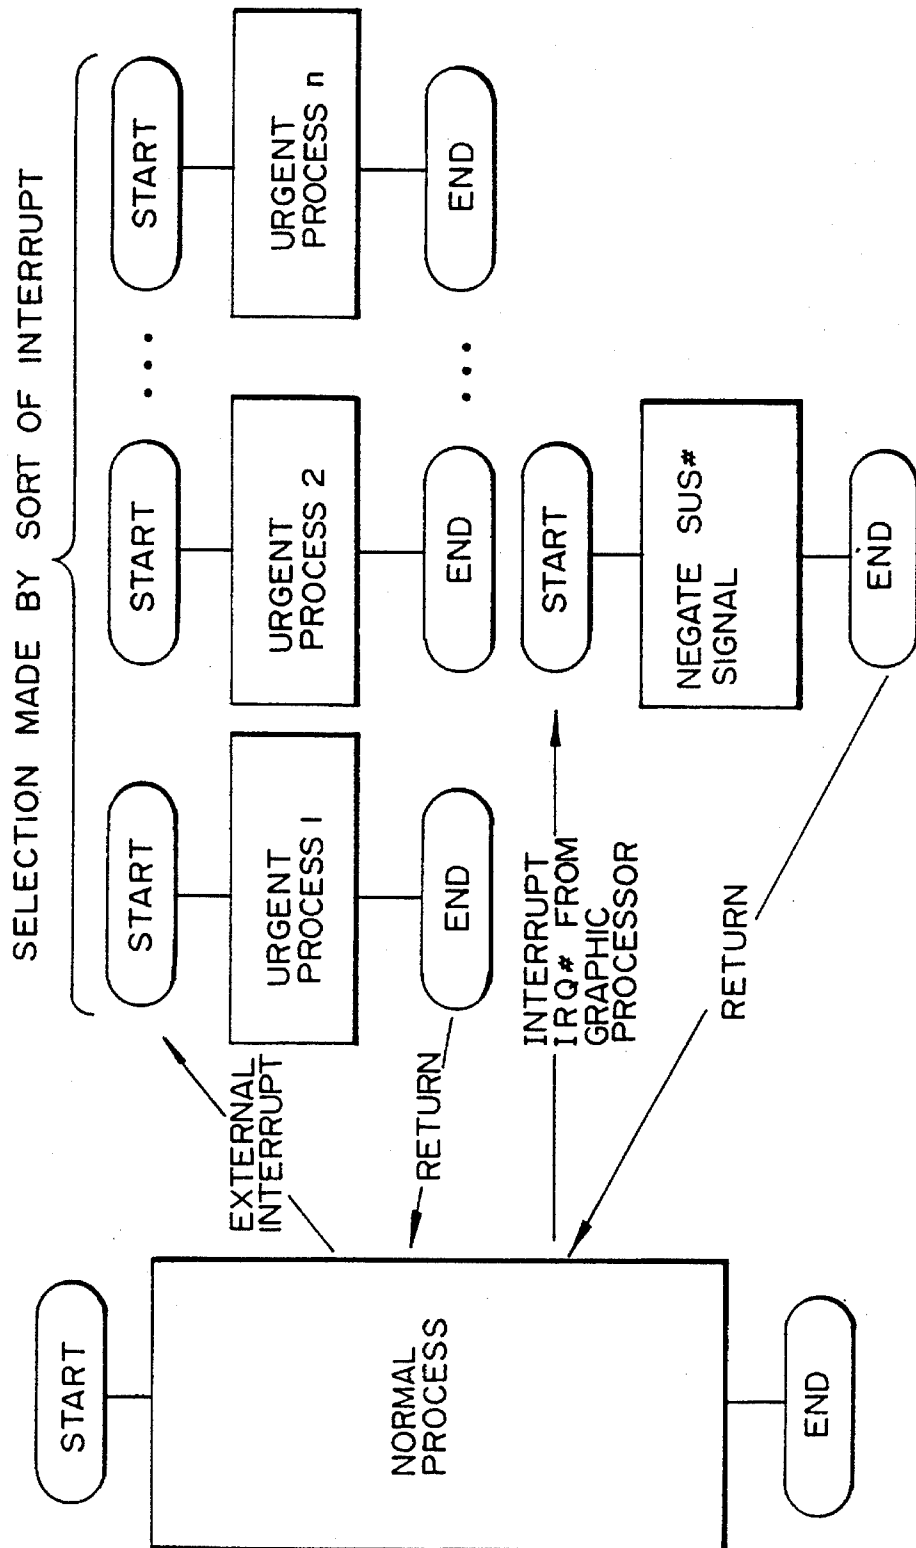 SELECTION MADE BY SORT OF INTERRUPT
START
NORMAL
PROCESS
END
EXTERNAL
INTERRUPT
START
URGENT
PROCESS 1
END
RETURN
START
URGENT
PROCESS 2
END
...
...
START
URGENT
PROCESS n
END
INTERRUPT
IRQ# FROM
GRAPHIC
PROCESSOR
START
NEGATE SUS#
SIGNAL
END
RETURN